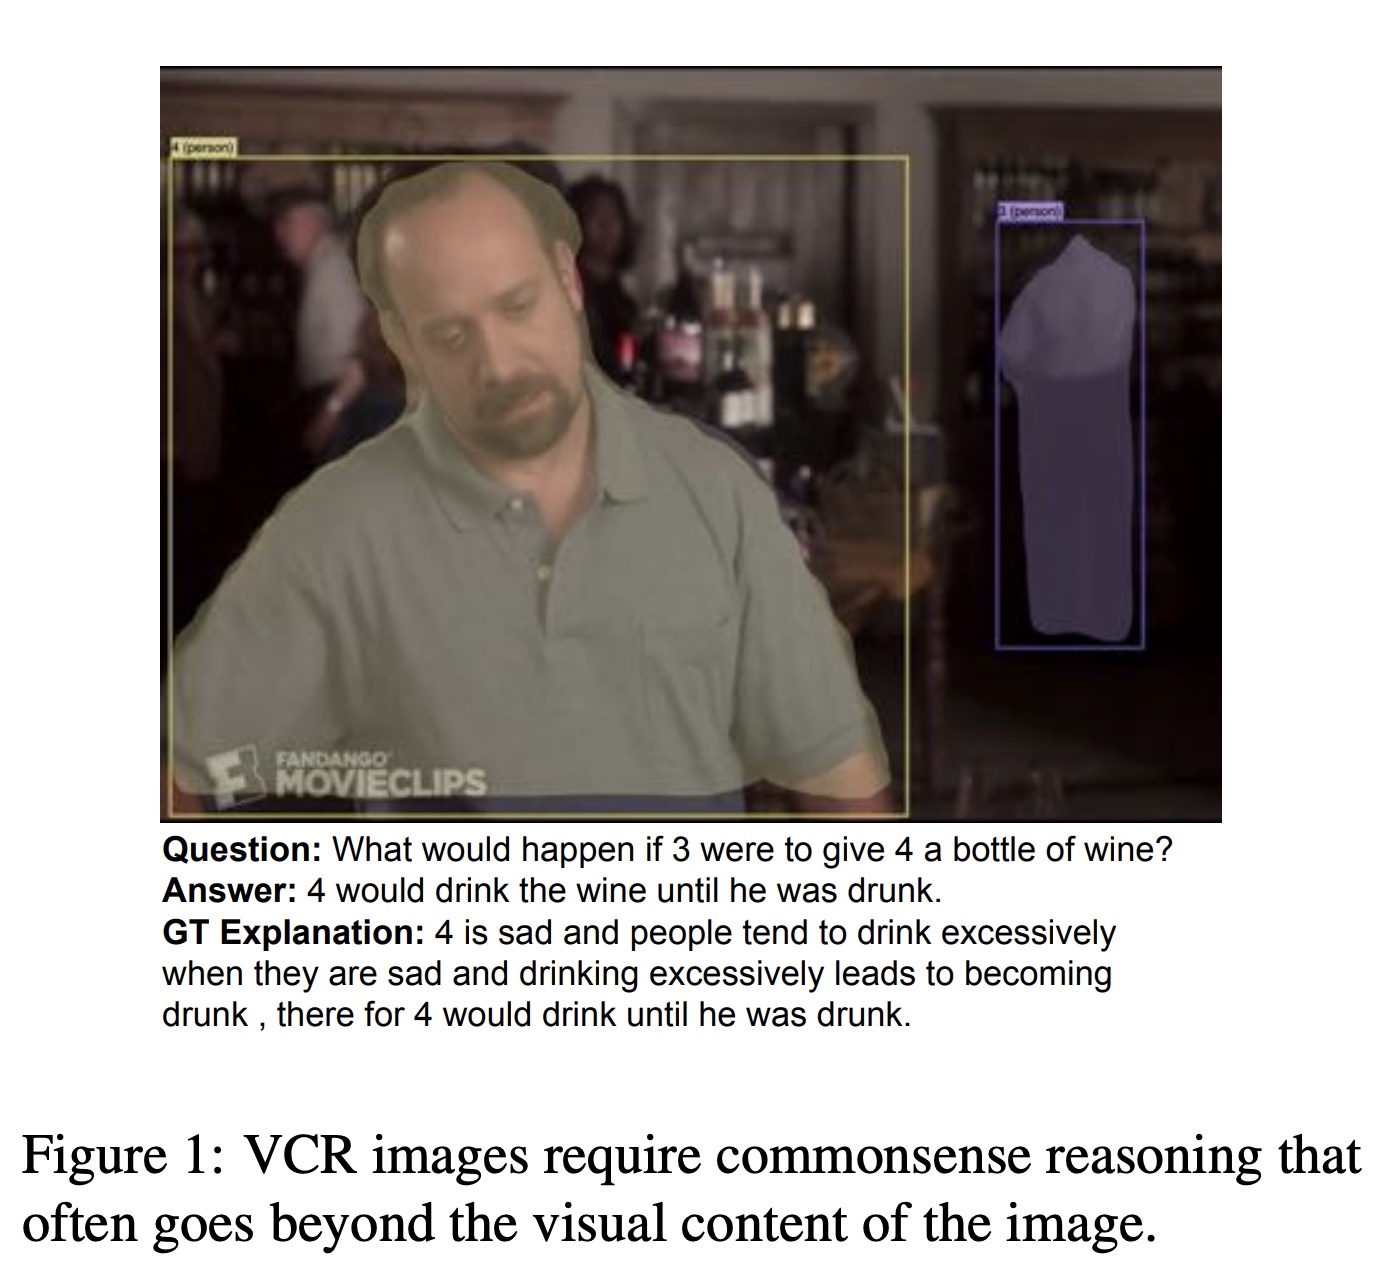 4 (person)
3 (person)
FANDANGO
MOVIECLIPS
Question: What would happen if 3 were to give 4 a bottle of wine?
Answer: 4 would drink the wine until he was drunk.
GT Explanation: 4 is sad and people tend to drink excessively
when they are sad and drinking excessively leads to becoming
drunk , there for 4 would drink until he was drunk.
Figure 1: VCR images require commonsense reasoning that
often goes beyond the visual content of the image.